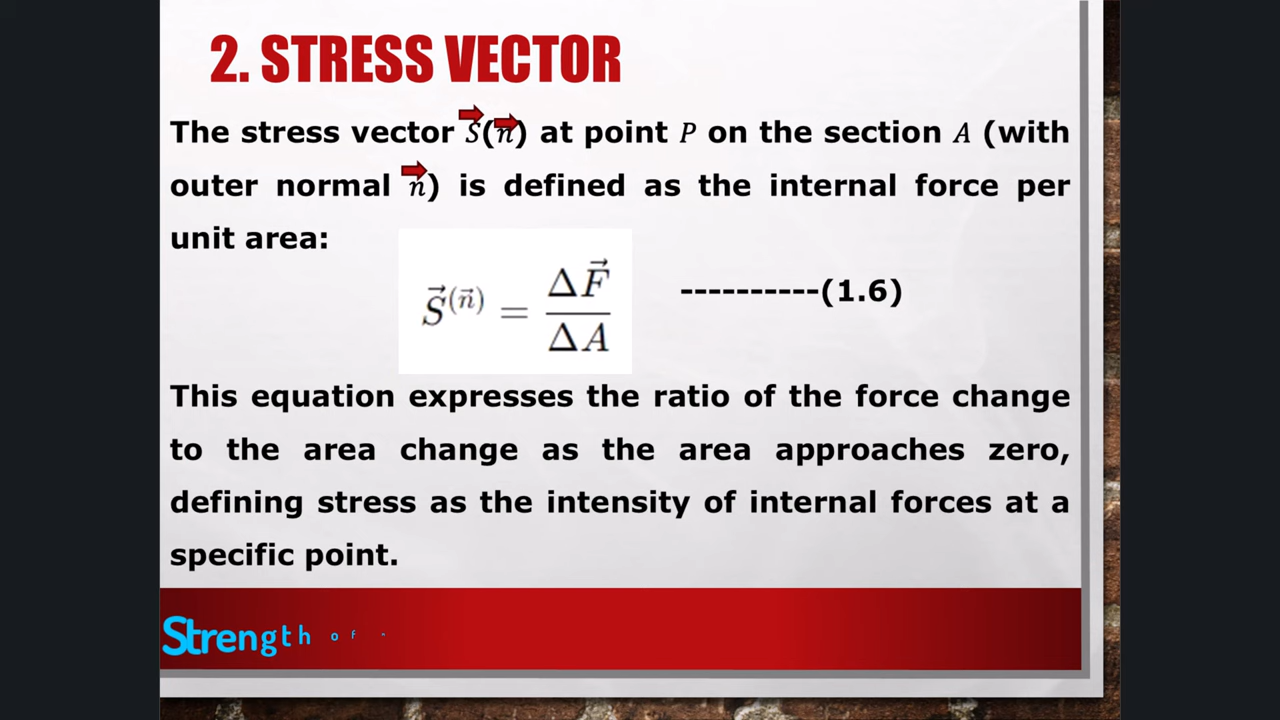 2. STRESS VECTOR
The stress vector S⃗(n⃗) at point P on the section A (with
outer normal n⃗) is defined as the internal force per
unit area:
S⃗^(n⃗) = ΔF⃗ / ΔA ----------(1.6)
This equation expresses the ratio of the force change
to the area change as the area approaches zero,
defining stress as the intensity of internal forces at a
specific point.
Strength of